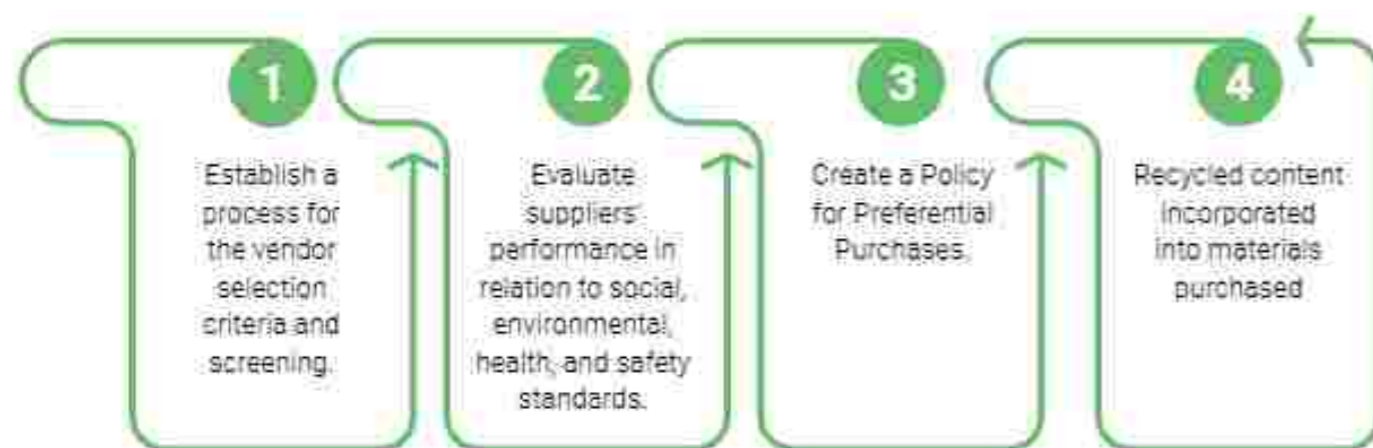 1
Establish a
process for
the vendor
selection
criteria and
screening.
2
Evaluate
suppliers'
performance in
relation to social,
environmental,
health, and safety
standards.
3
Create a Policy
for Preferential
Purchases.
4
Recycled content
incorporated
into materials
purchased